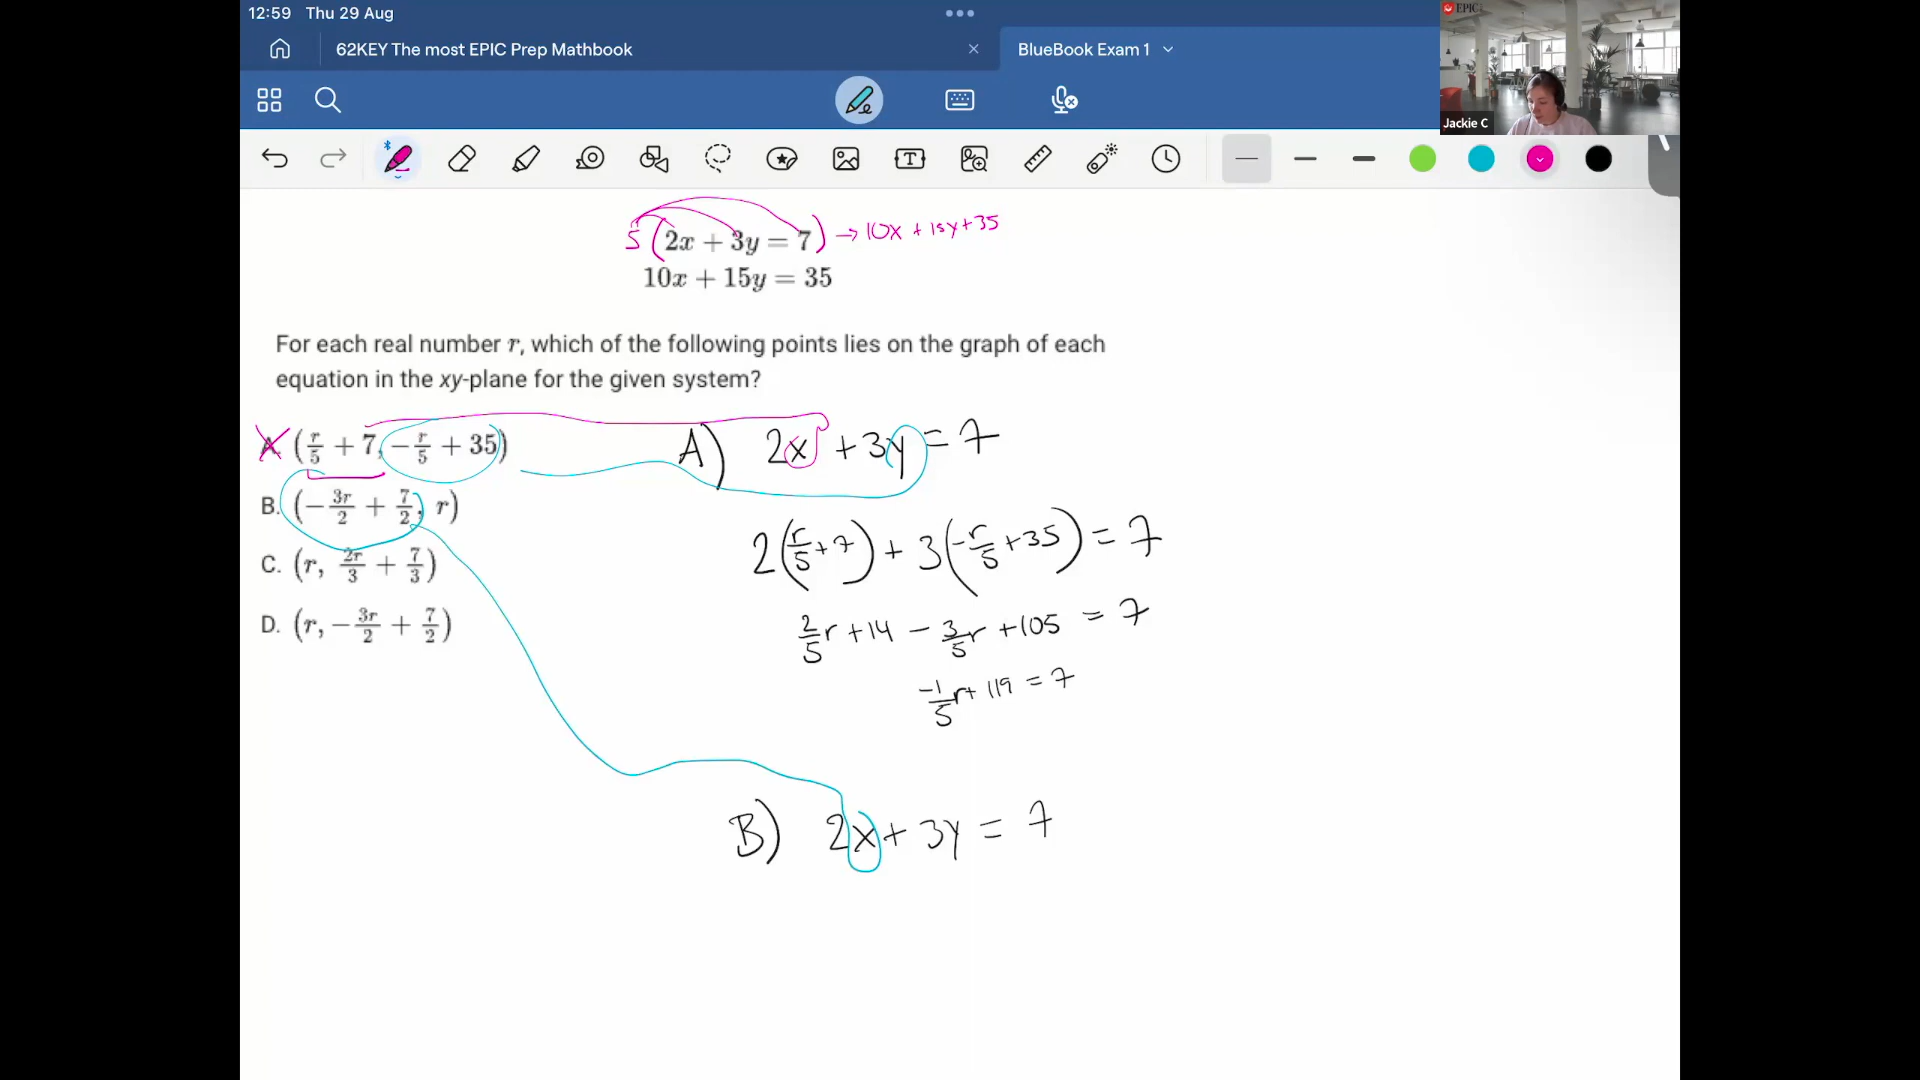 12:59 Thu 29 Aug
62KEY The most EPIC Prep Mathbook
BlueBook Exam 1
EPIC
Jackie C
5(2x + 3y = 7) → 10x + 15y + 35
10x + 15y = 35
For each real number r, which of the following points lies on the graph of each
equation in the xy-plane for the given system?
A. (r/5 + 7, -r/5 + 35)
B. (-3r/2 + 7/2, r)
C. (r, 2r/3 + 7/3)
D. (r, -3r/2 + 7/2)
A) 2x + 3y = 7
2(r/5 + 7) + 3(-r/5 + 35) = 7
2/5r + 14 - 3/5r + 105 = 7
-1/5r + 119 = 7
B) 2x + 3y = 7